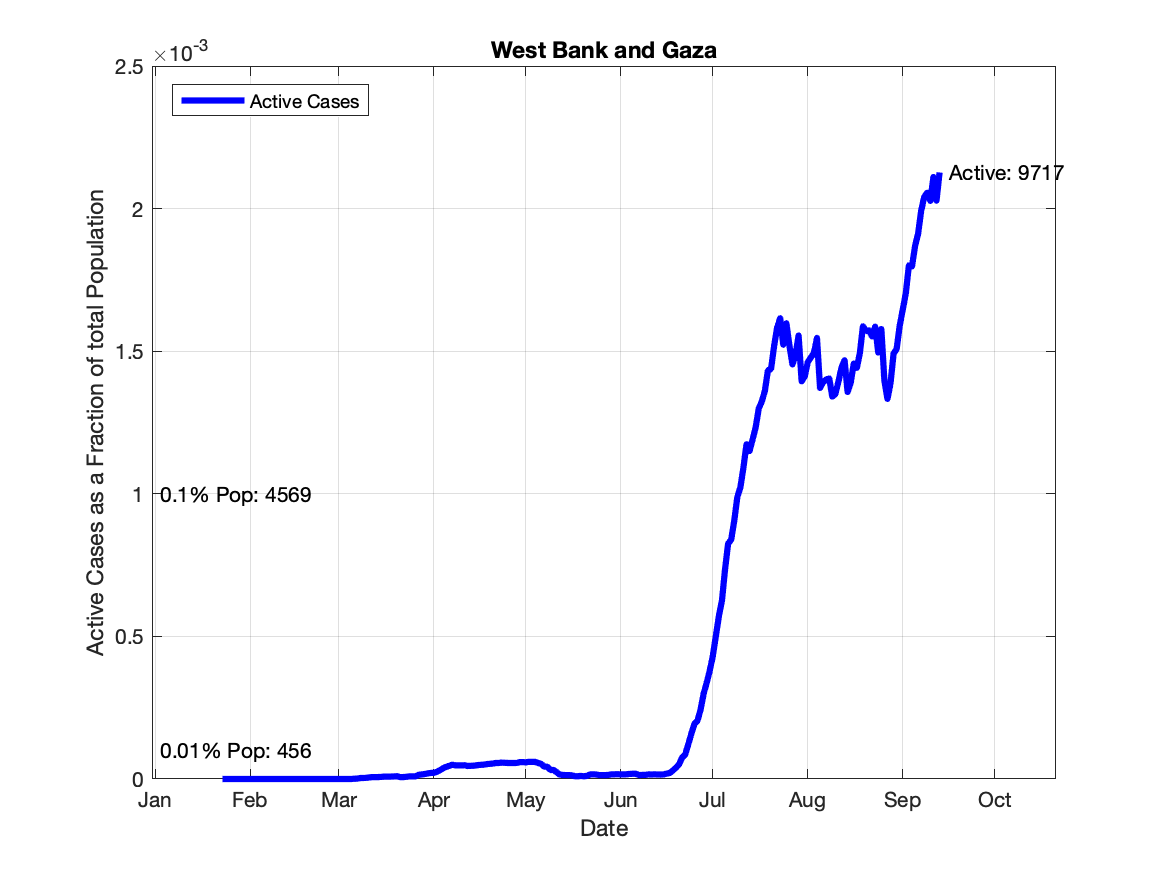 West Bank and Gaza
×10-3
Active Cases
Active: 9717
0.1% Pop: 4569
0.01% Pop: 456
2.5
2
1.5
1
0.5
0
Active Cases as a Fraction of total Population
Jan Feb Mar Apr May Jun Jul Aug Sep Oct
Date